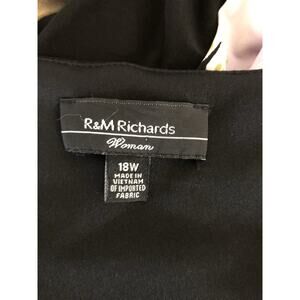 R&M Richards
Woman
18W
MADE IN
VIETNAM
OF IMPORTED
FABRIC